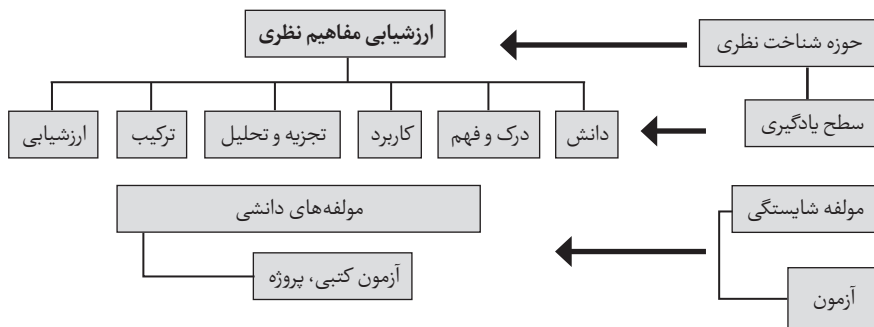 حوزه شناخت نظری
ارزشیابی مفاهیم نظری
سطح یادگیری
دانش
درک و فهم
کاربرد
تجزیه و تحلیل
ترکیب
ارزشیابی
مولفه شایستگی
مولفه‌های دانشی
آزمون
آزمون کتبی، پروژه